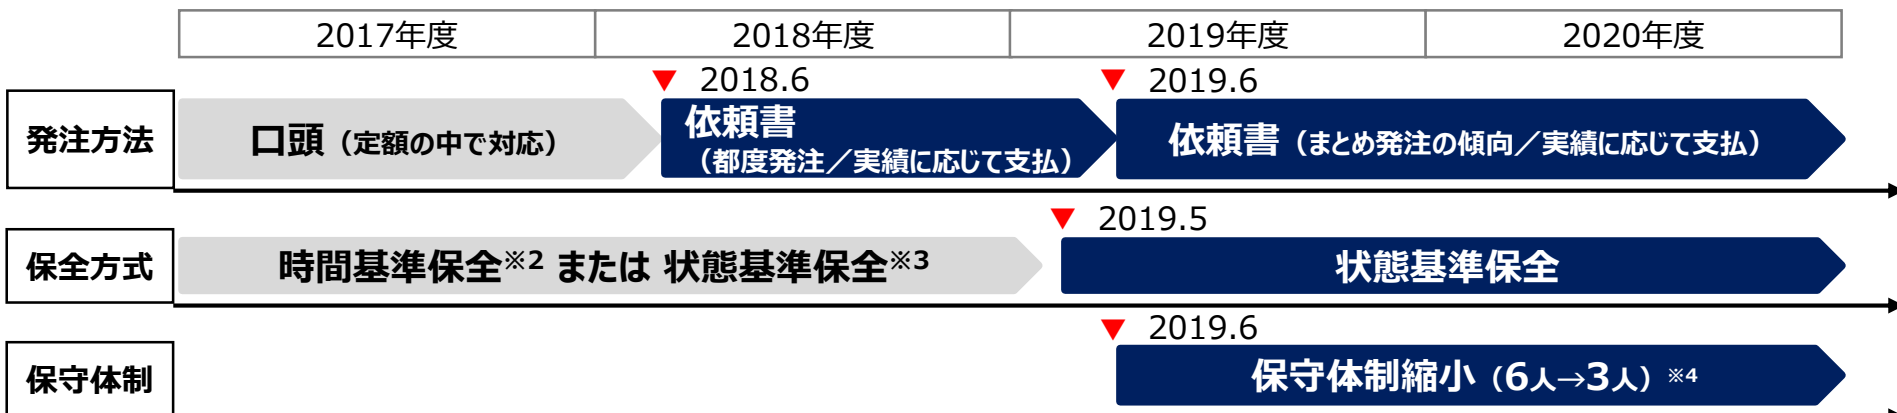 2017年度 2018年度 2019年度 2020年度
▼ 2018.6 ▼ 2019.6
発注方法
口頭（定額の中で対応）
依頼書
（都度発注／実績に応じて支払）
依頼書（まとめ発注の傾向／実績に応じて支払）
▼ 2019.5
保全方式
時間基準保全※2 または 状態基準保全※3
状態基準保全
▼ 2019.6
保守体制
保守体制縮小（6人→3人）※4